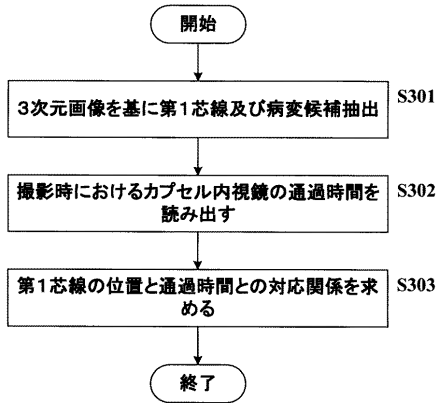 開始
3次元画像を基に第1芯線及び病変候補抽出
S301
撮影時におけるカプセル内視鏡の通過時間を
読み出す
S302
第1芯線の位置と通過時間との対応関係を求
める
S303
終了